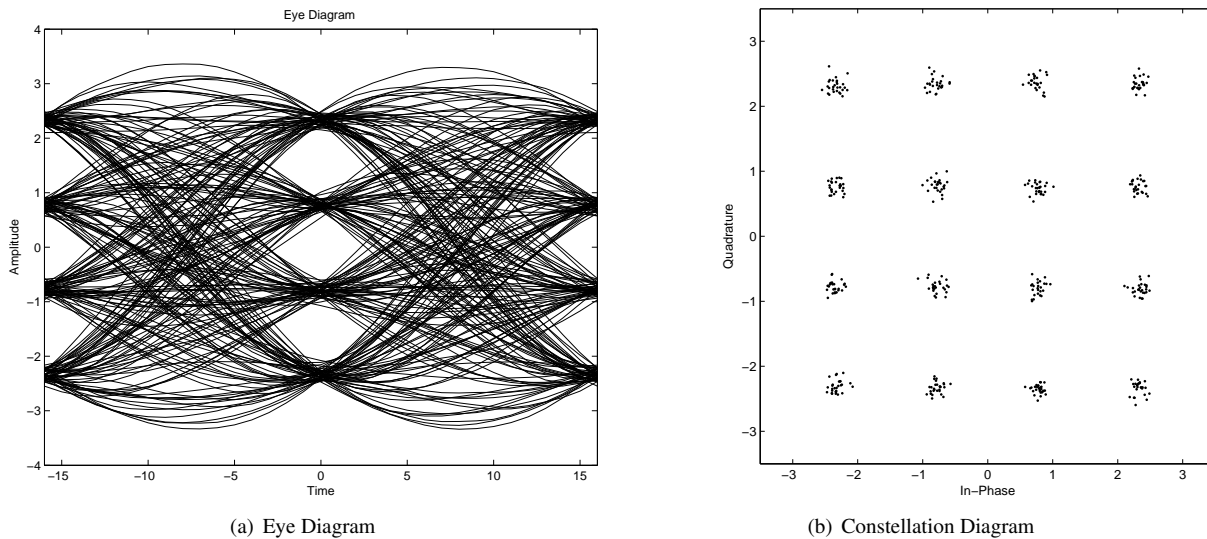 Eye Diagram
4
3
2
1
0
−1
−2
−3
−4
Amplitude
−15 −10 −5 0 5 10 15
Time
(a) Eye Diagram
3
2
1
0
−1
−2
−3
Quadrature
−3 −2 −1 0 1 2 3
In−Phase
(b) Constellation Diagram